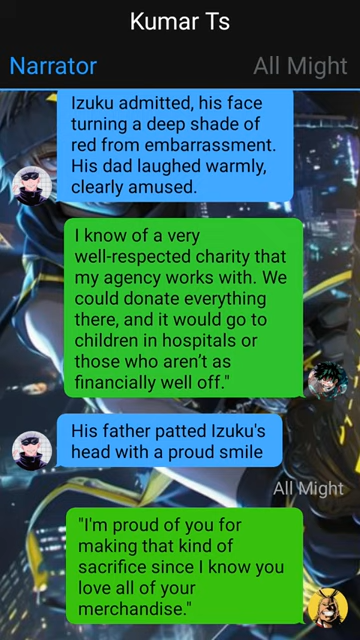 Kumar Ts
Narrator
All Might
Izuku admitted, his face
turning a deep shade of
red from embarrassment.
His dad laughed warmly,
clearly amused.
I know of a very
well-respected charity that
my agency works with. We
could donate everything
there, and it would go to
children in hospitals or
those who aren’t as
financially well off."
His father patted Izuku's
head with a proud smile
All Might
"I'm proud of you for
making that kind of
sacrifice since I know you
love all of your
merchandise."